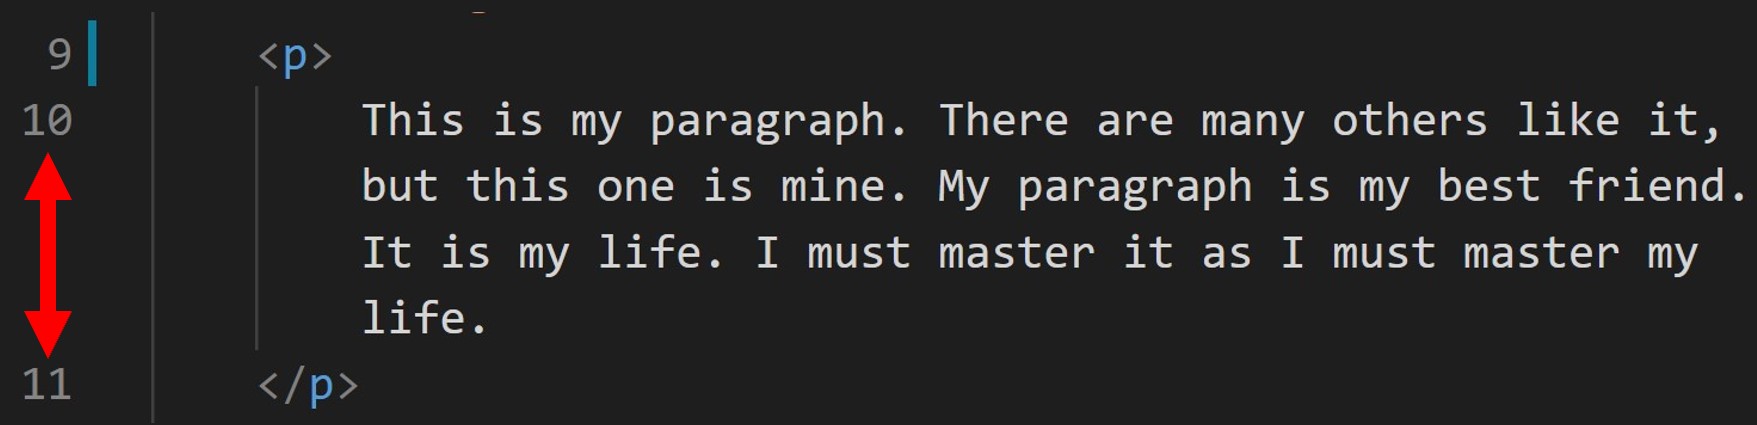 9 <p>
10 This is my paragraph. There are many others like it,
but this one is mine. My paragraph is my best friend.
It is my life. I must master it as I must master my
life.
11 </p>